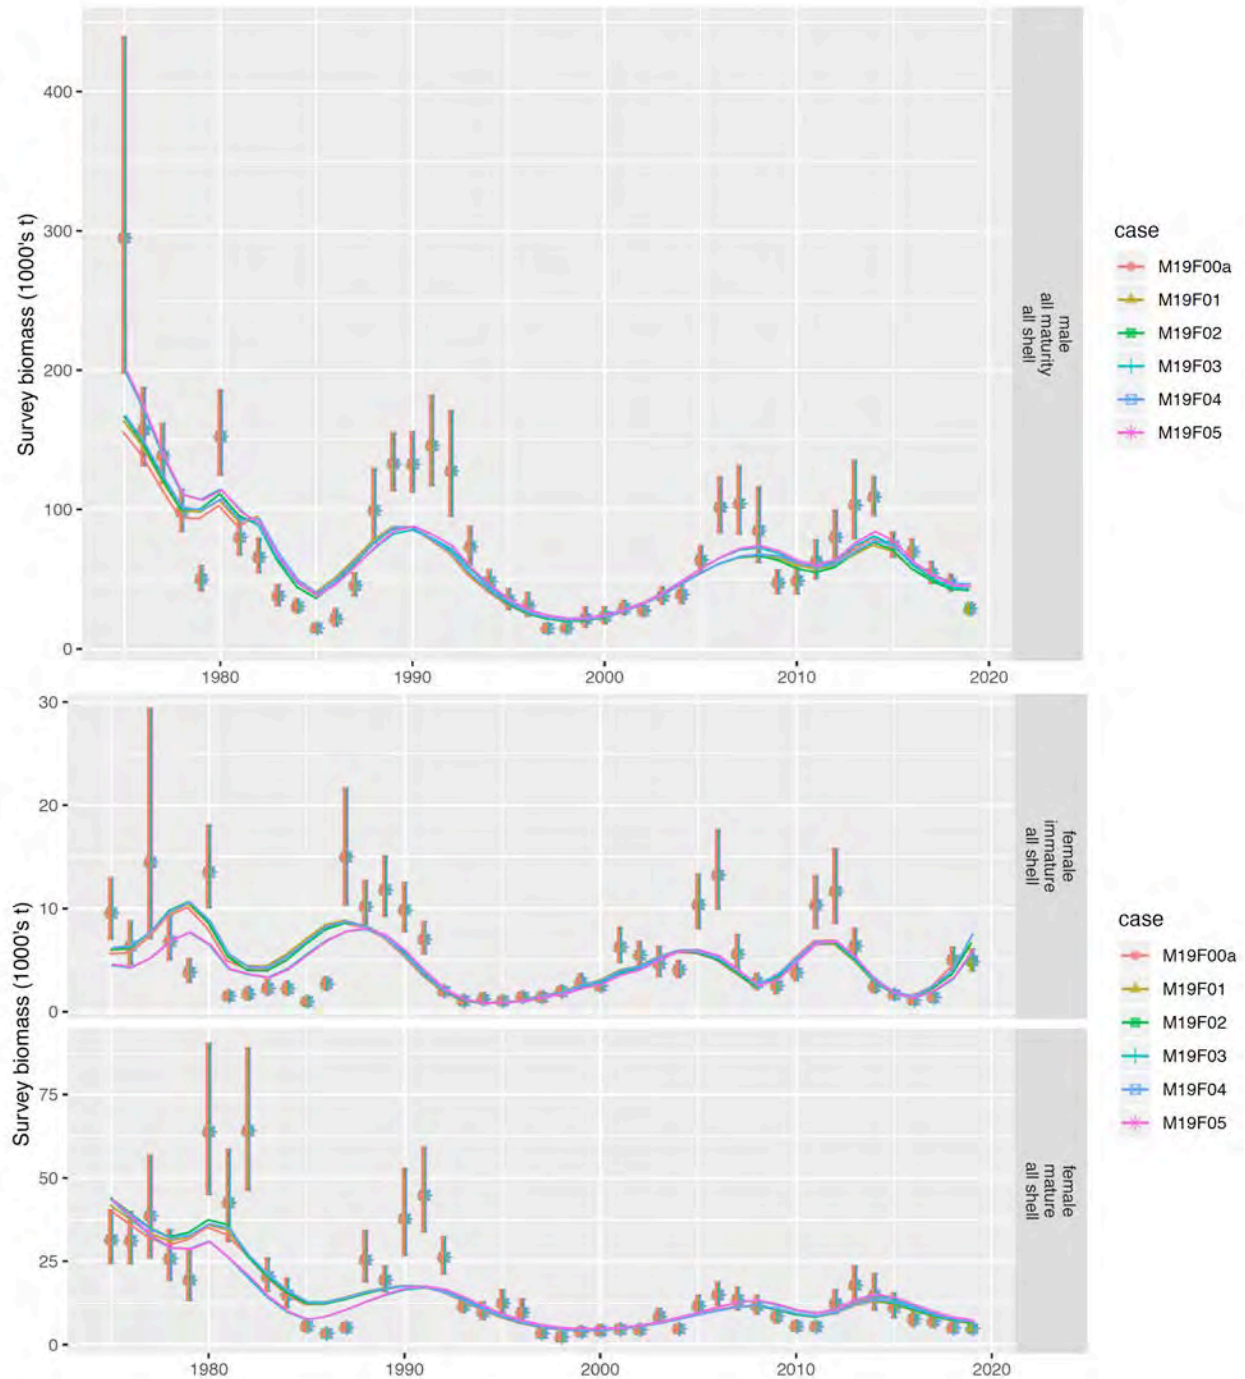 Survey biomass (1000's t)
400
300
200
100
0
1980
1990
2000
2010
2020
male
all maturity
all shell
case
M19F00a
M19F01
M19F02
M19F03
M19F04
M19F05
Survey biomass (1000's t)
30
20
10
0
female
immature
all shell
75
50
25
0
female
mature
all shell
1980
1990
2000
2010
2020
case
M19F00a
M19F01
M19F02
M19F03
M19F04
M19F05